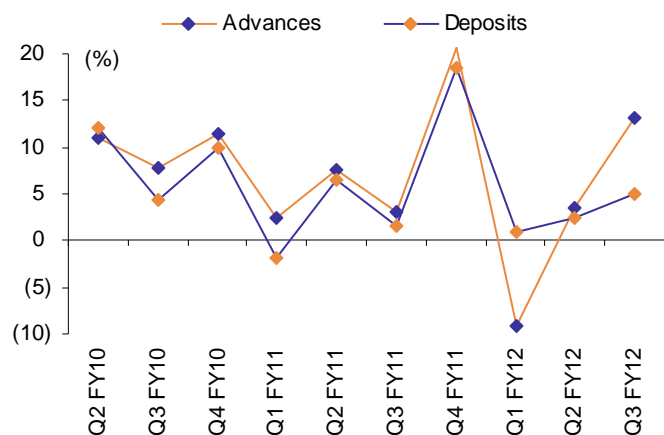 Advances Deposits
(%)
20
15
10
5
0
(5)
(10)
Q2 FY10
Q3 FY10
Q4 FY10
Q1 FY11
Q2 FY11
Q3 FY11
Q4 FY11
Q1 FY12
Q2 FY12
Q3 FY12